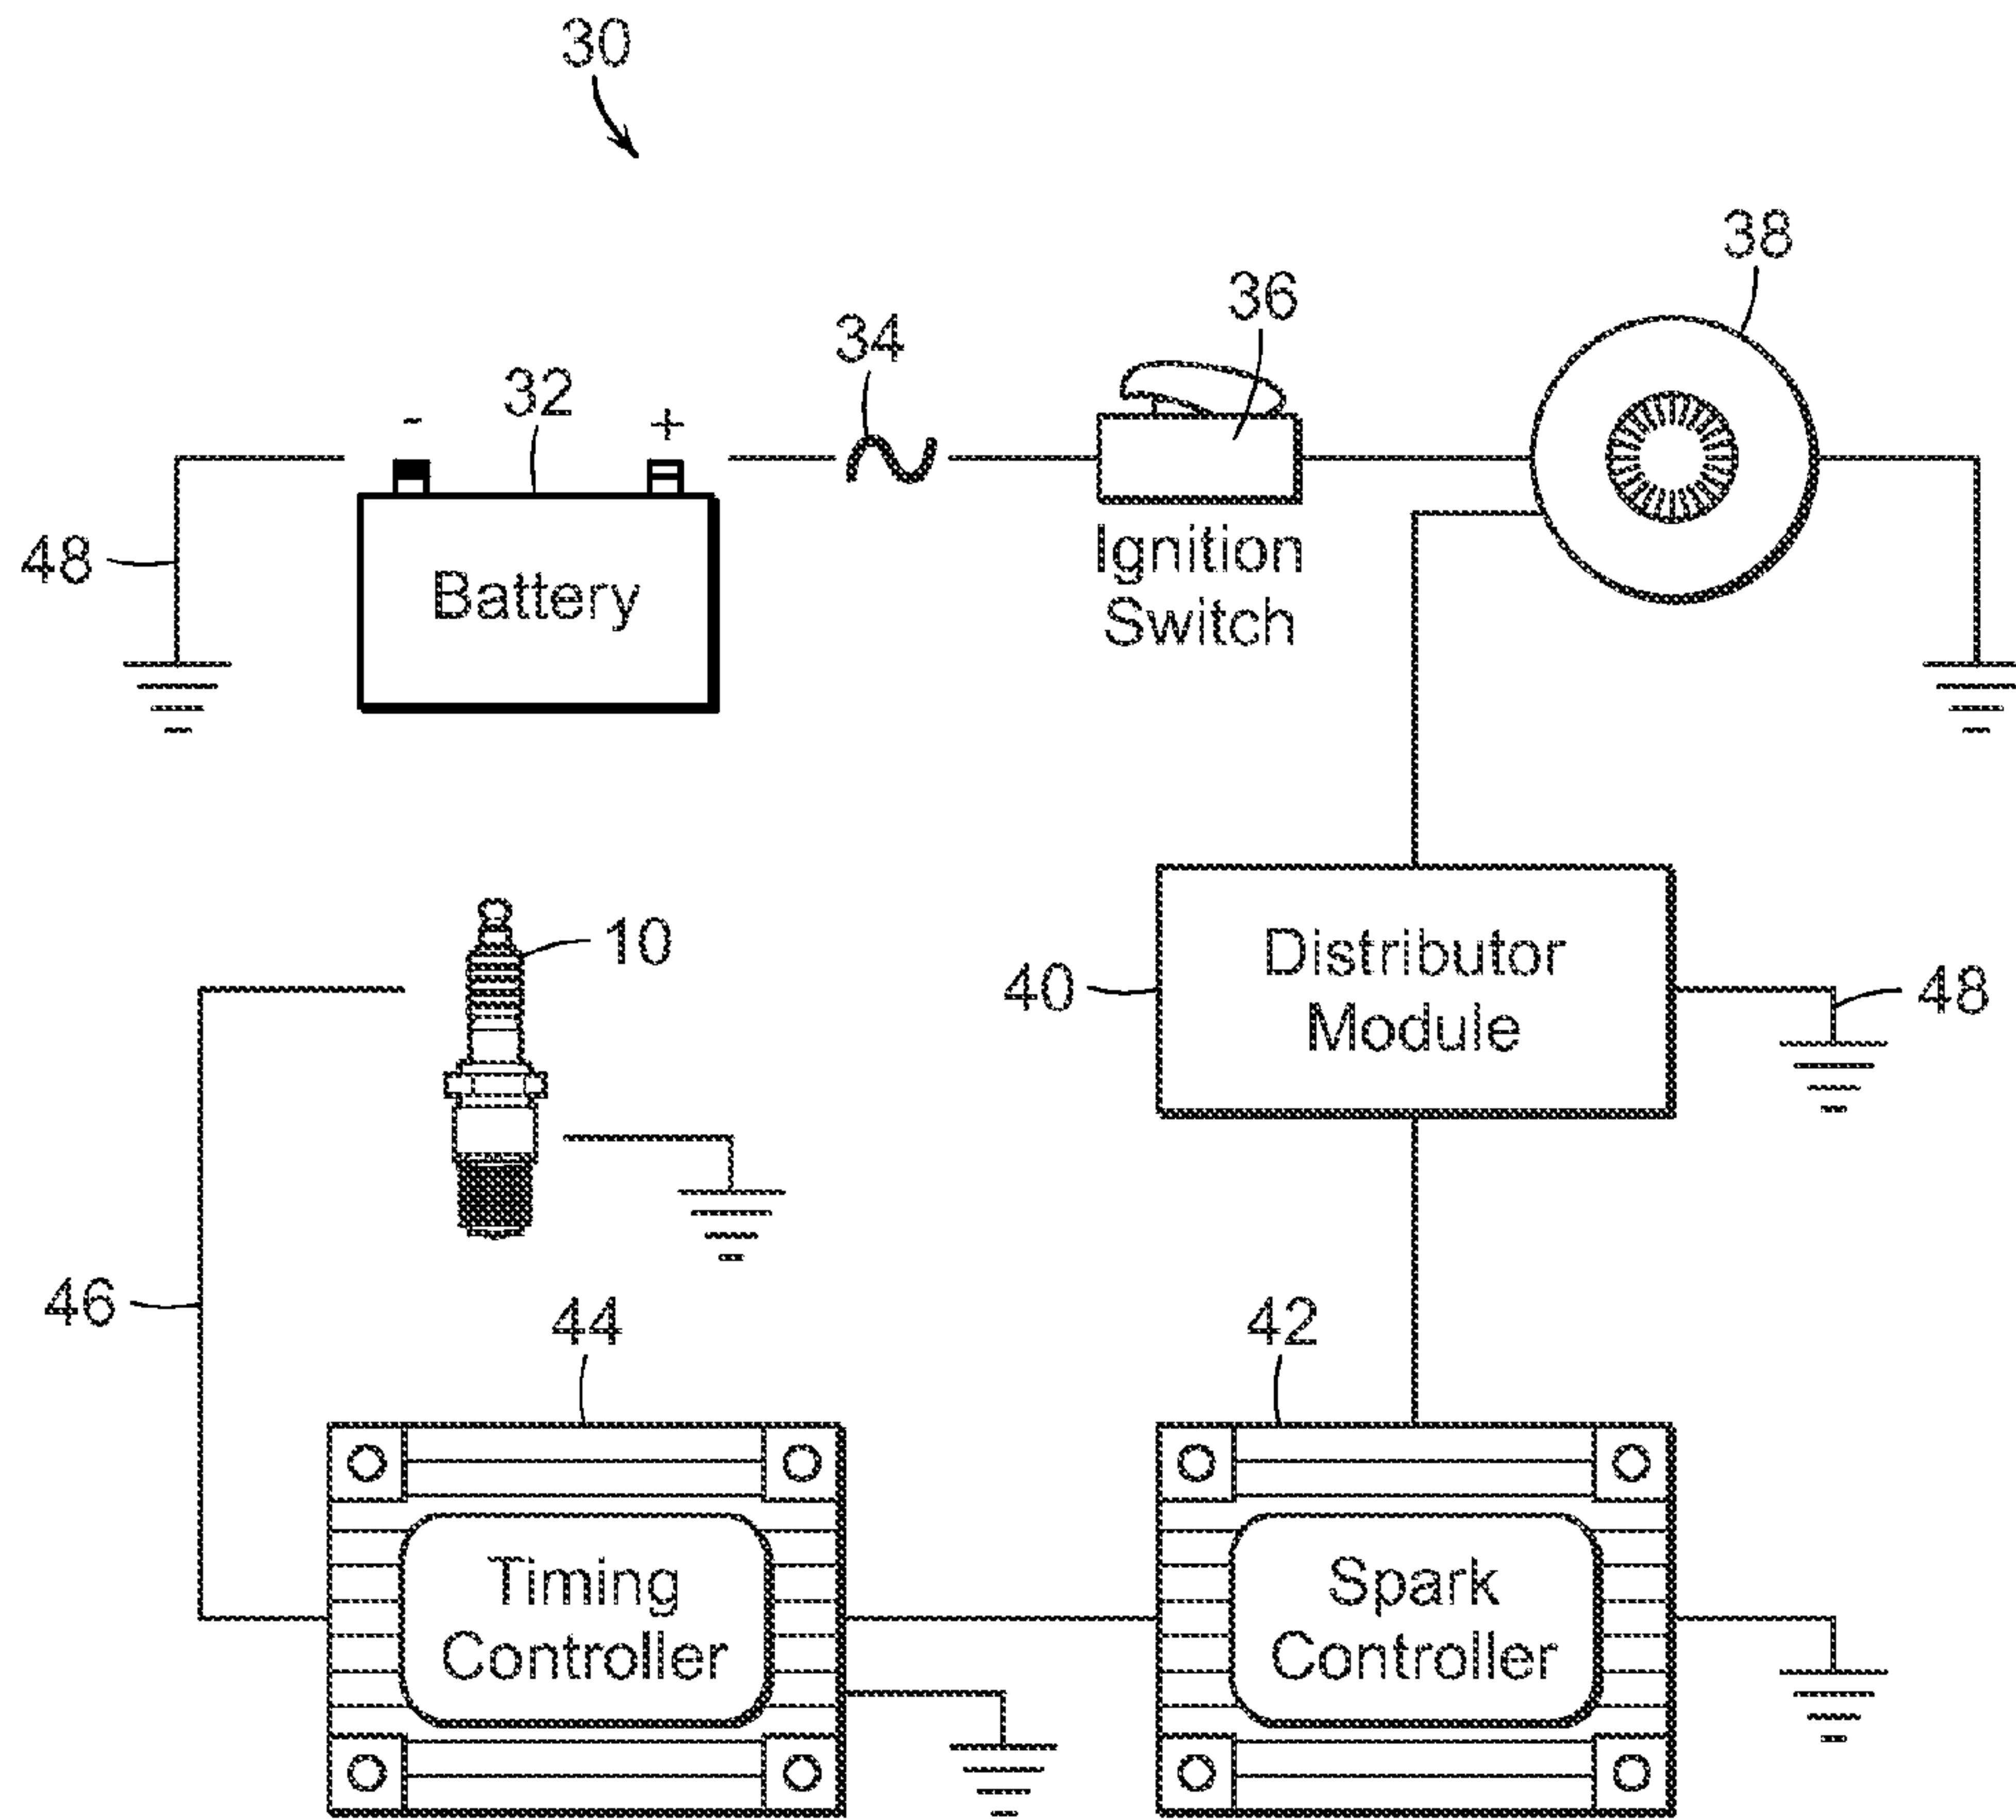 30
38
36
34
32
-
+
48
Battery
Ignition
Switch
10
40
Distributor
Module
48
46
44
42
Timing
Controller
Spark
Controller